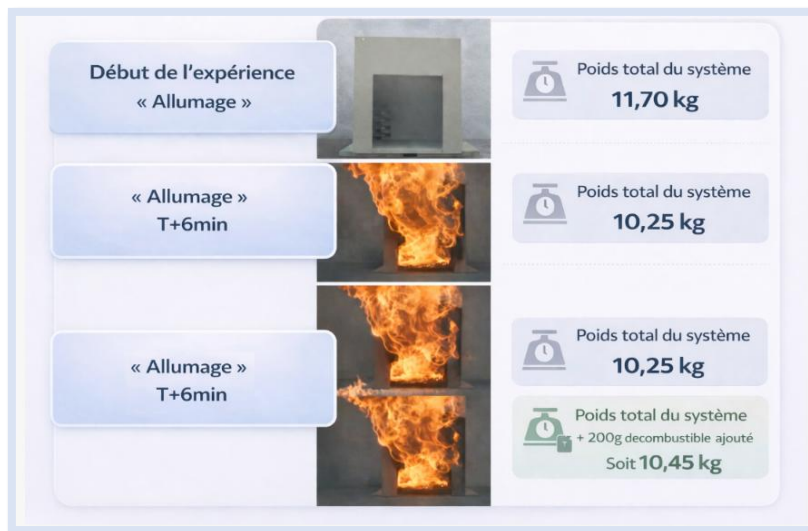 Début de l'expérience
« Allumage »
Poids total du système
11,70 kg
« Allumage »
T+6min
Poids total du système
10,25 kg
« Allumage »
T+6min
Poids total du système
10,25 kg
Poids total du système
+ 200g decombustible ajouté
Soit 10,45 kg